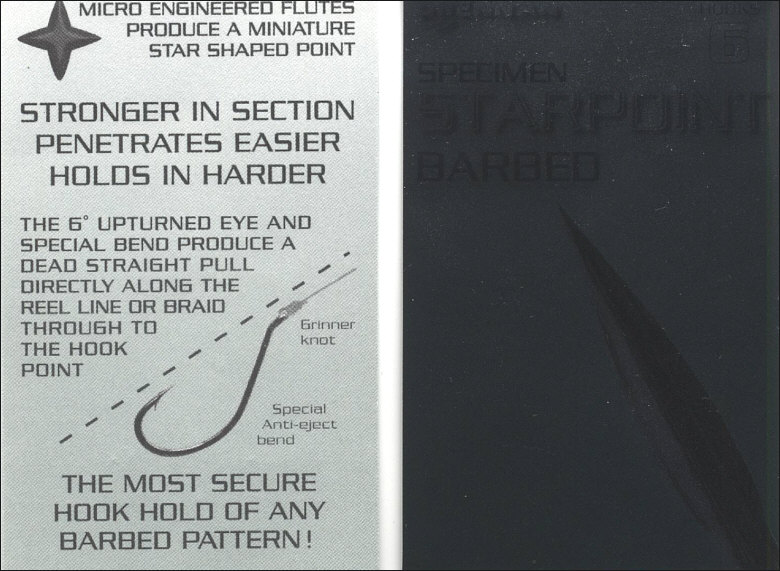 MICRO ENGINEERED FLUTES
PRODUCE A MINIATURE
STAR SHAPED POINT
STRONGER IN SECTION
PENETRATES EASIER
HOLDS IN HARDER
THE 6° UPTURNED EYE AND
SPECIAL BEND PRODUCE A
DEAD STRAIGHT PULL
DIRECTLY ALONG THE
REEL LINE OR BRAID
THROUGH TO
THE HOOK
POINT
Grinner
knot
Special
Anti-eject
bend
THE MOST SECURE
HOOK HOLD OF ANY
BARBED PATTERN!
HOOKS
6
SPECIMEN
STARPOINT
BARBED